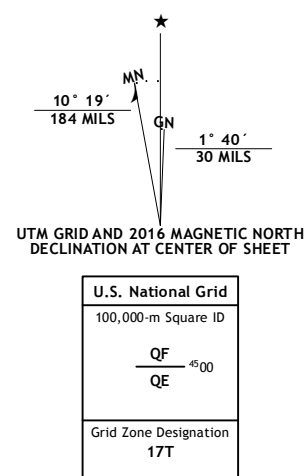 ★
MN
10° 19´
184 MILS
GN
1° 40´
30 MILS
UTM GRID AND 2016 MAGNETIC NORTH
DECLINATION AT CENTER OF SHEET
U.S. National Grid
100,000-m Square ID
QF
4500
QE
Grid Zone Designation
17T